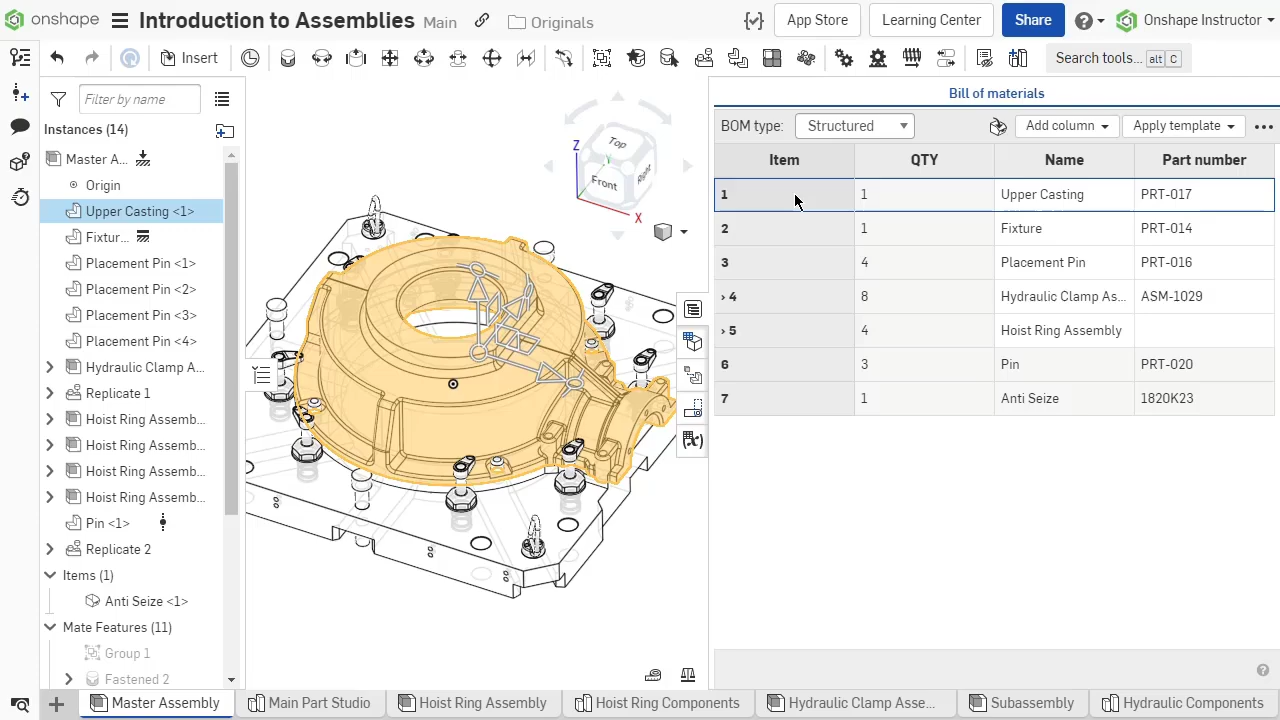 onshape Introduction to Assemblies Main Originals App Store Learning Center Share Onshape Instructor
Insert Search tools... alt C
Filter by name
Instances (14)
Master A...
Origin
Upper Casting <1>
Fixtur...
Placement Pin <1>
Placement Pin <2>
Placement Pin <3>
Placement Pin <4>
Hydraulic Clamp A...
Replicate 1
Hoist Ring Assemb...
Hoist Ring Assemb...
Hoist Ring Assemb...
Hoist Ring Assemb...
Pin <1>
Replicate 2
Items (1)
Anti Seize <1>
Mate Features (11)
Group 1
Fastened 2
Z
Top
Front
Right
X
Bill of materials
BOM type: Structured Add column Apply template
Item QTY Name Part number
1 1 Upper Casting PRT-017
2 1 Fixture PRT-014
3 4 Placement Pin PRT-016
4 8 Hydraulic Clamp As... ASM-1029
5 4 Hoist Ring Assembly
6 3 Pin PRT-020
7 1 Anti Seize 1820K23
Master Assembly Main Part Studio Hoist Ring Assembly Hoist Ring Components Hydraulic Clamp Asse... Subassembly Hydraulic Components